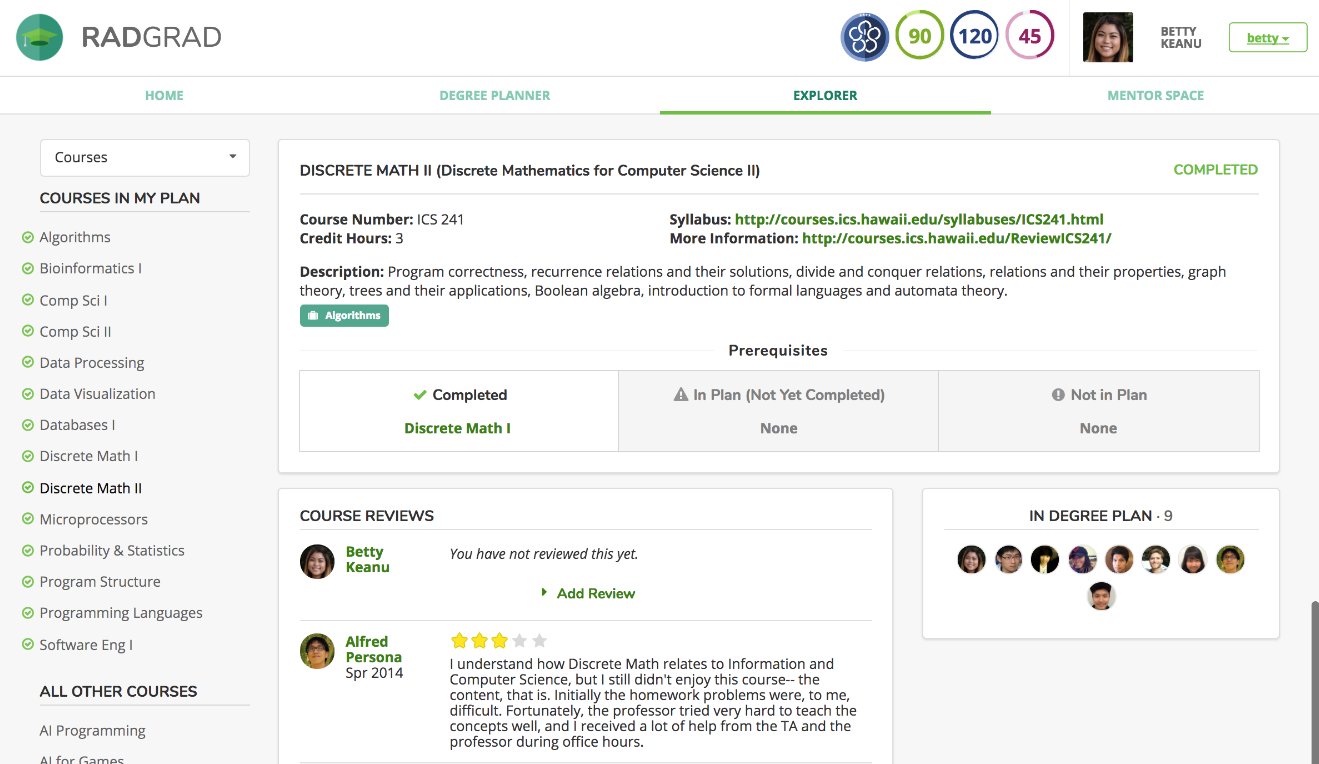 RADGRAD
90
120
45
BETTY
KEANU
betty
HOME
DEGREE PLANNER
EXPLORER
MENTOR SPACE
Courses
COURSES IN MY PLAN
Algorithms
Bioinformatics I
Comp Sci I
Comp Sci II
Data Processing
Data Visualization
Databases I
Discrete Math I
Discrete Math II
Microprocessors
Probability & Statistics
Program Structure
Programming Languages
Software Eng I
ALL OTHER COURSES
AI Programming
AI for Games
DISCRETE MATH II (Discrete Mathematics for Computer Science II)
COMPLETED
Course Number: ICS 241
Credit Hours: 3
Syllabus: http://courses.ics.hawaii.edu/syllabuses/ICS241.html
More Information: http://courses.ics.hawaii.edu/ReviewICS241/
Description: Program correctness, recurrence relations and their solutions, divide and conquer relations, relations and their properties, graph
theory, trees and their applications, Boolean algebra, introduction to formal languages and automata theory.
Algorithms
Prerequisites
Completed
Discrete Math I
In Plan (Not Yet Completed)
None
Not in Plan
None
COURSE REVIEWS
Betty
Keanu
You have not reviewed this yet.
Add Review
Alfred
Persona
Spr 2014
I understand how Discrete Math relates to Information and
Computer Science, but I still didn't enjoy this course-- the
content, that is. Initially the homework problems were, to me,
difficult. Fortunately, the professor tried very hard to teach the
concepts well, and I received a lot of help from the TA and the
professor during office hours.
IN DEGREE PLAN · 9